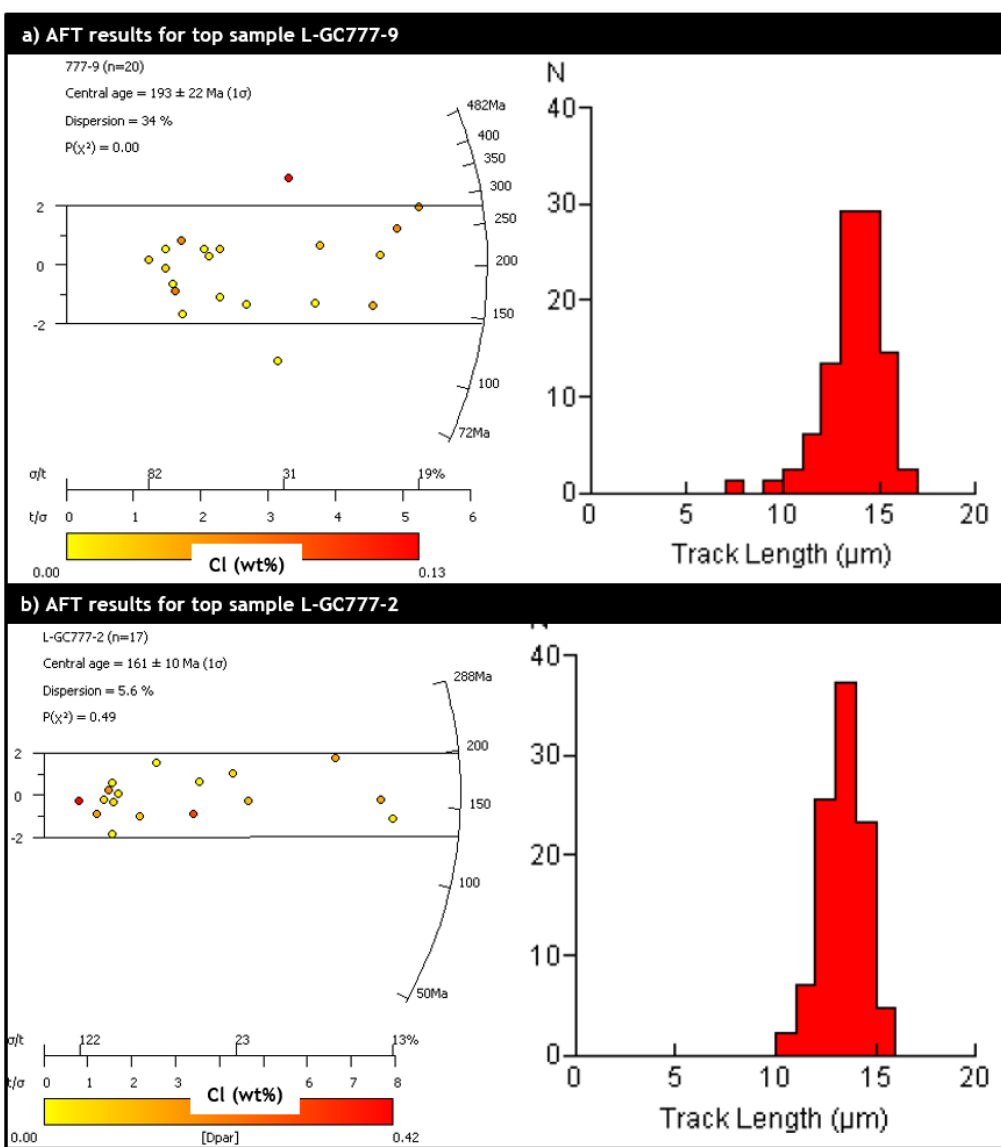 a) AFT results for top sample L-GC777-9
777-9 (n=20)
Central age = 193 ± 22 Ma (1σ)
Dispersion = 34 %
P(χ²) = 0.00
482Ma
400
350
300
250
200
150
100
72Ma
2
0
-2
σ/t
82
31
19%
t/σ
0 1 2 3 4 5 6
Cl (wt%)
0.00
0.13
N
40
30
20
10
0
0 5 10 15 20
Track Length (µm)
b) AFT results for top sample L-GC777-2
L-GC777-2 (n=17)
Central age = 161 ± 10 Ma (1σ)
Dispersion = 5.6 %
P(χ²) = 0.49
288Ma
200
150
100
50Ma
2
0
-2
σ/t
122
23
13%
t/σ
0 1 2 3 6 7 8
Cl (wt%)
0.00
[Dpar]
0.42
N
40
30
20
10
0
0 5 10 15 20
Track Length (µm)